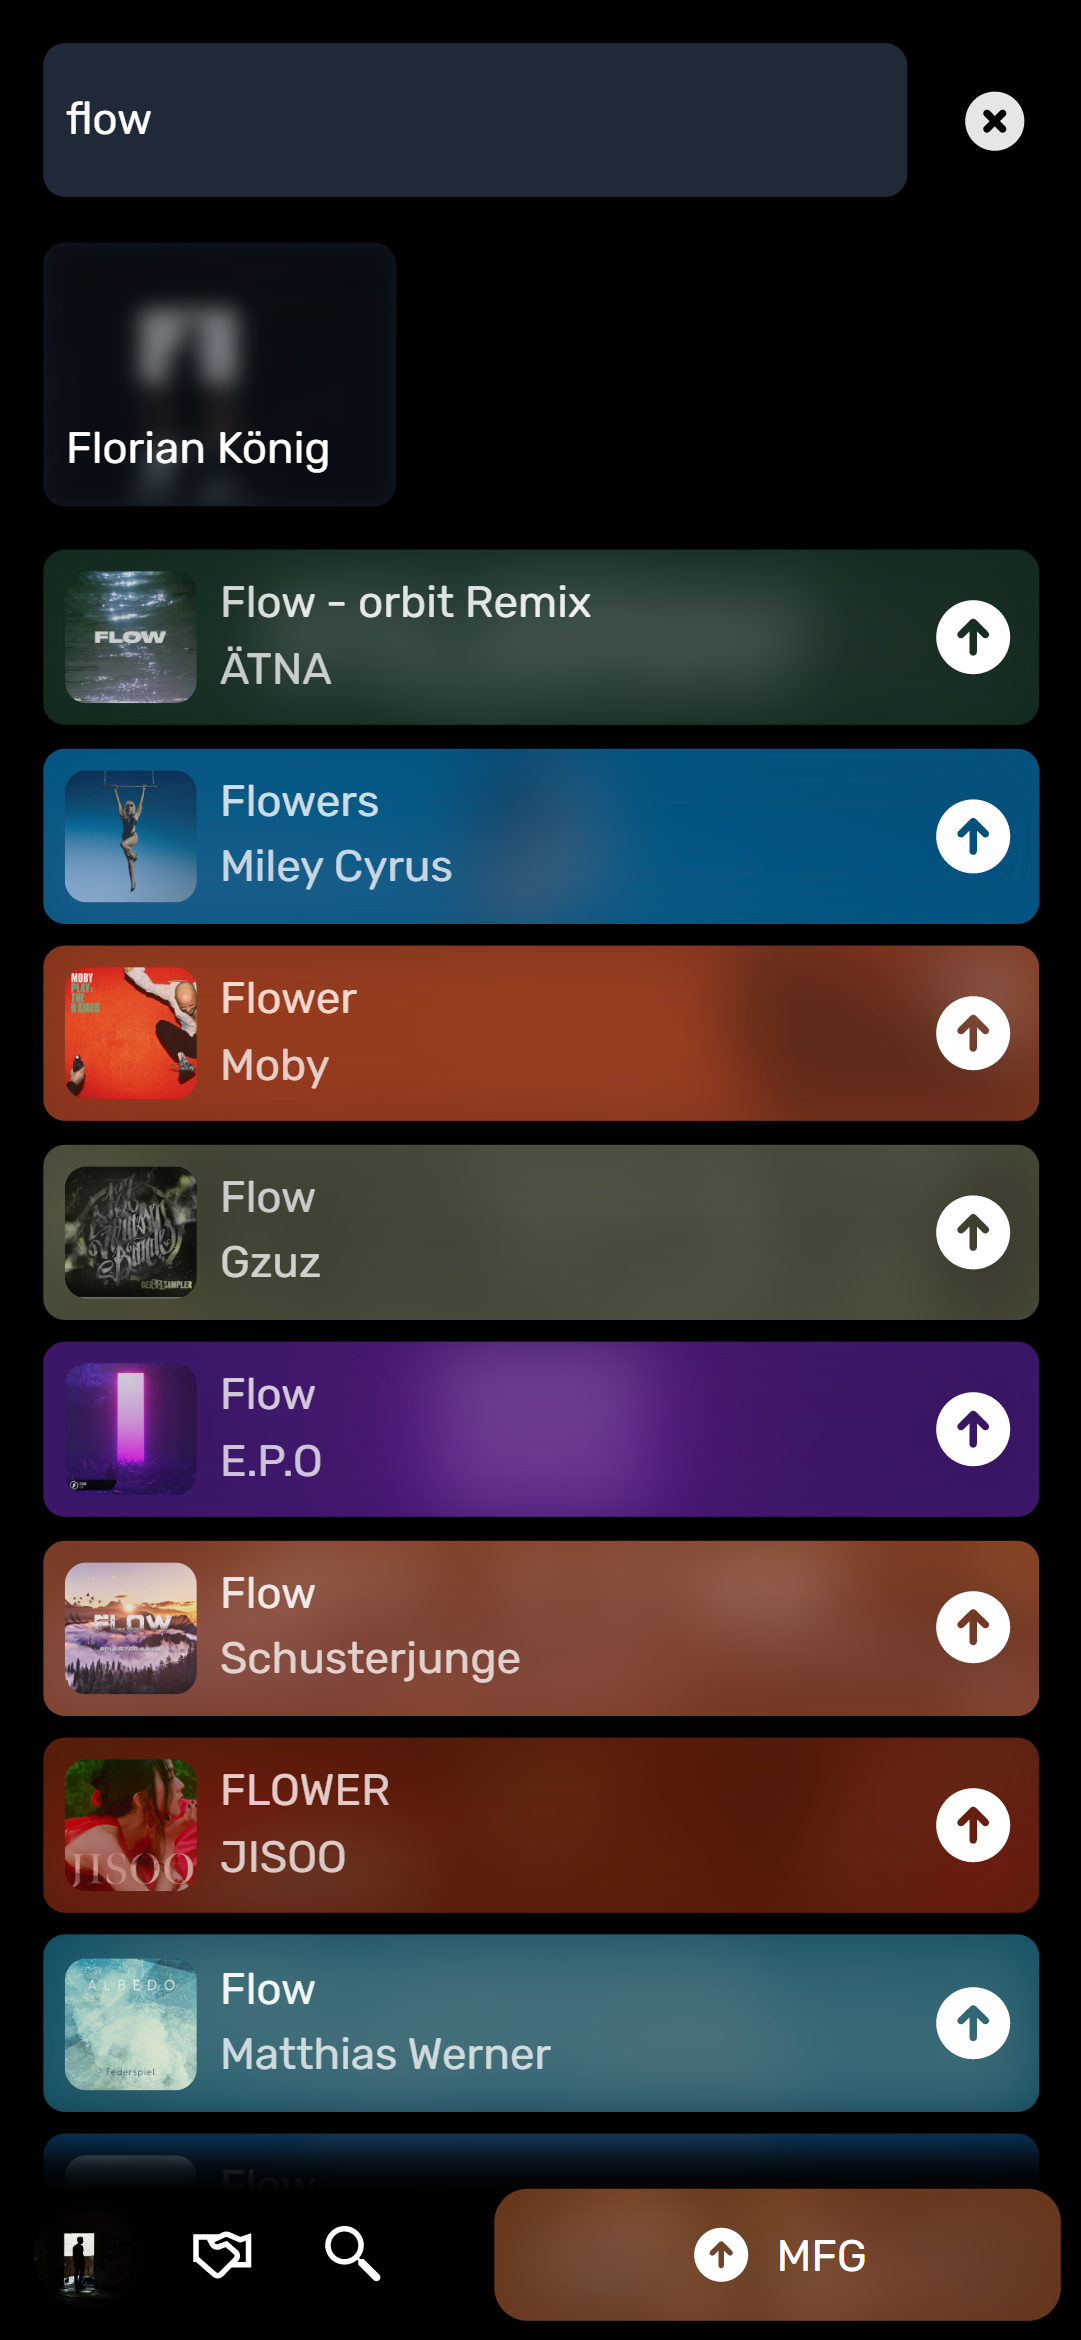 flow
Florian König
FLOW
Flow - orbit Remix
ÄTNA
Flowers
Miley Cyrus
MOBY
PLAY:
THE
B SIDES
Flower
Moby
Flow
Gzuz
SAMPLER
Flow
E.P.O
FLOW
Flow
Schusterjunge
JISOO
FLOWER
JISOO
ALBEDO
Federspiel
Flow
Matthias Werner
Flow
MFG